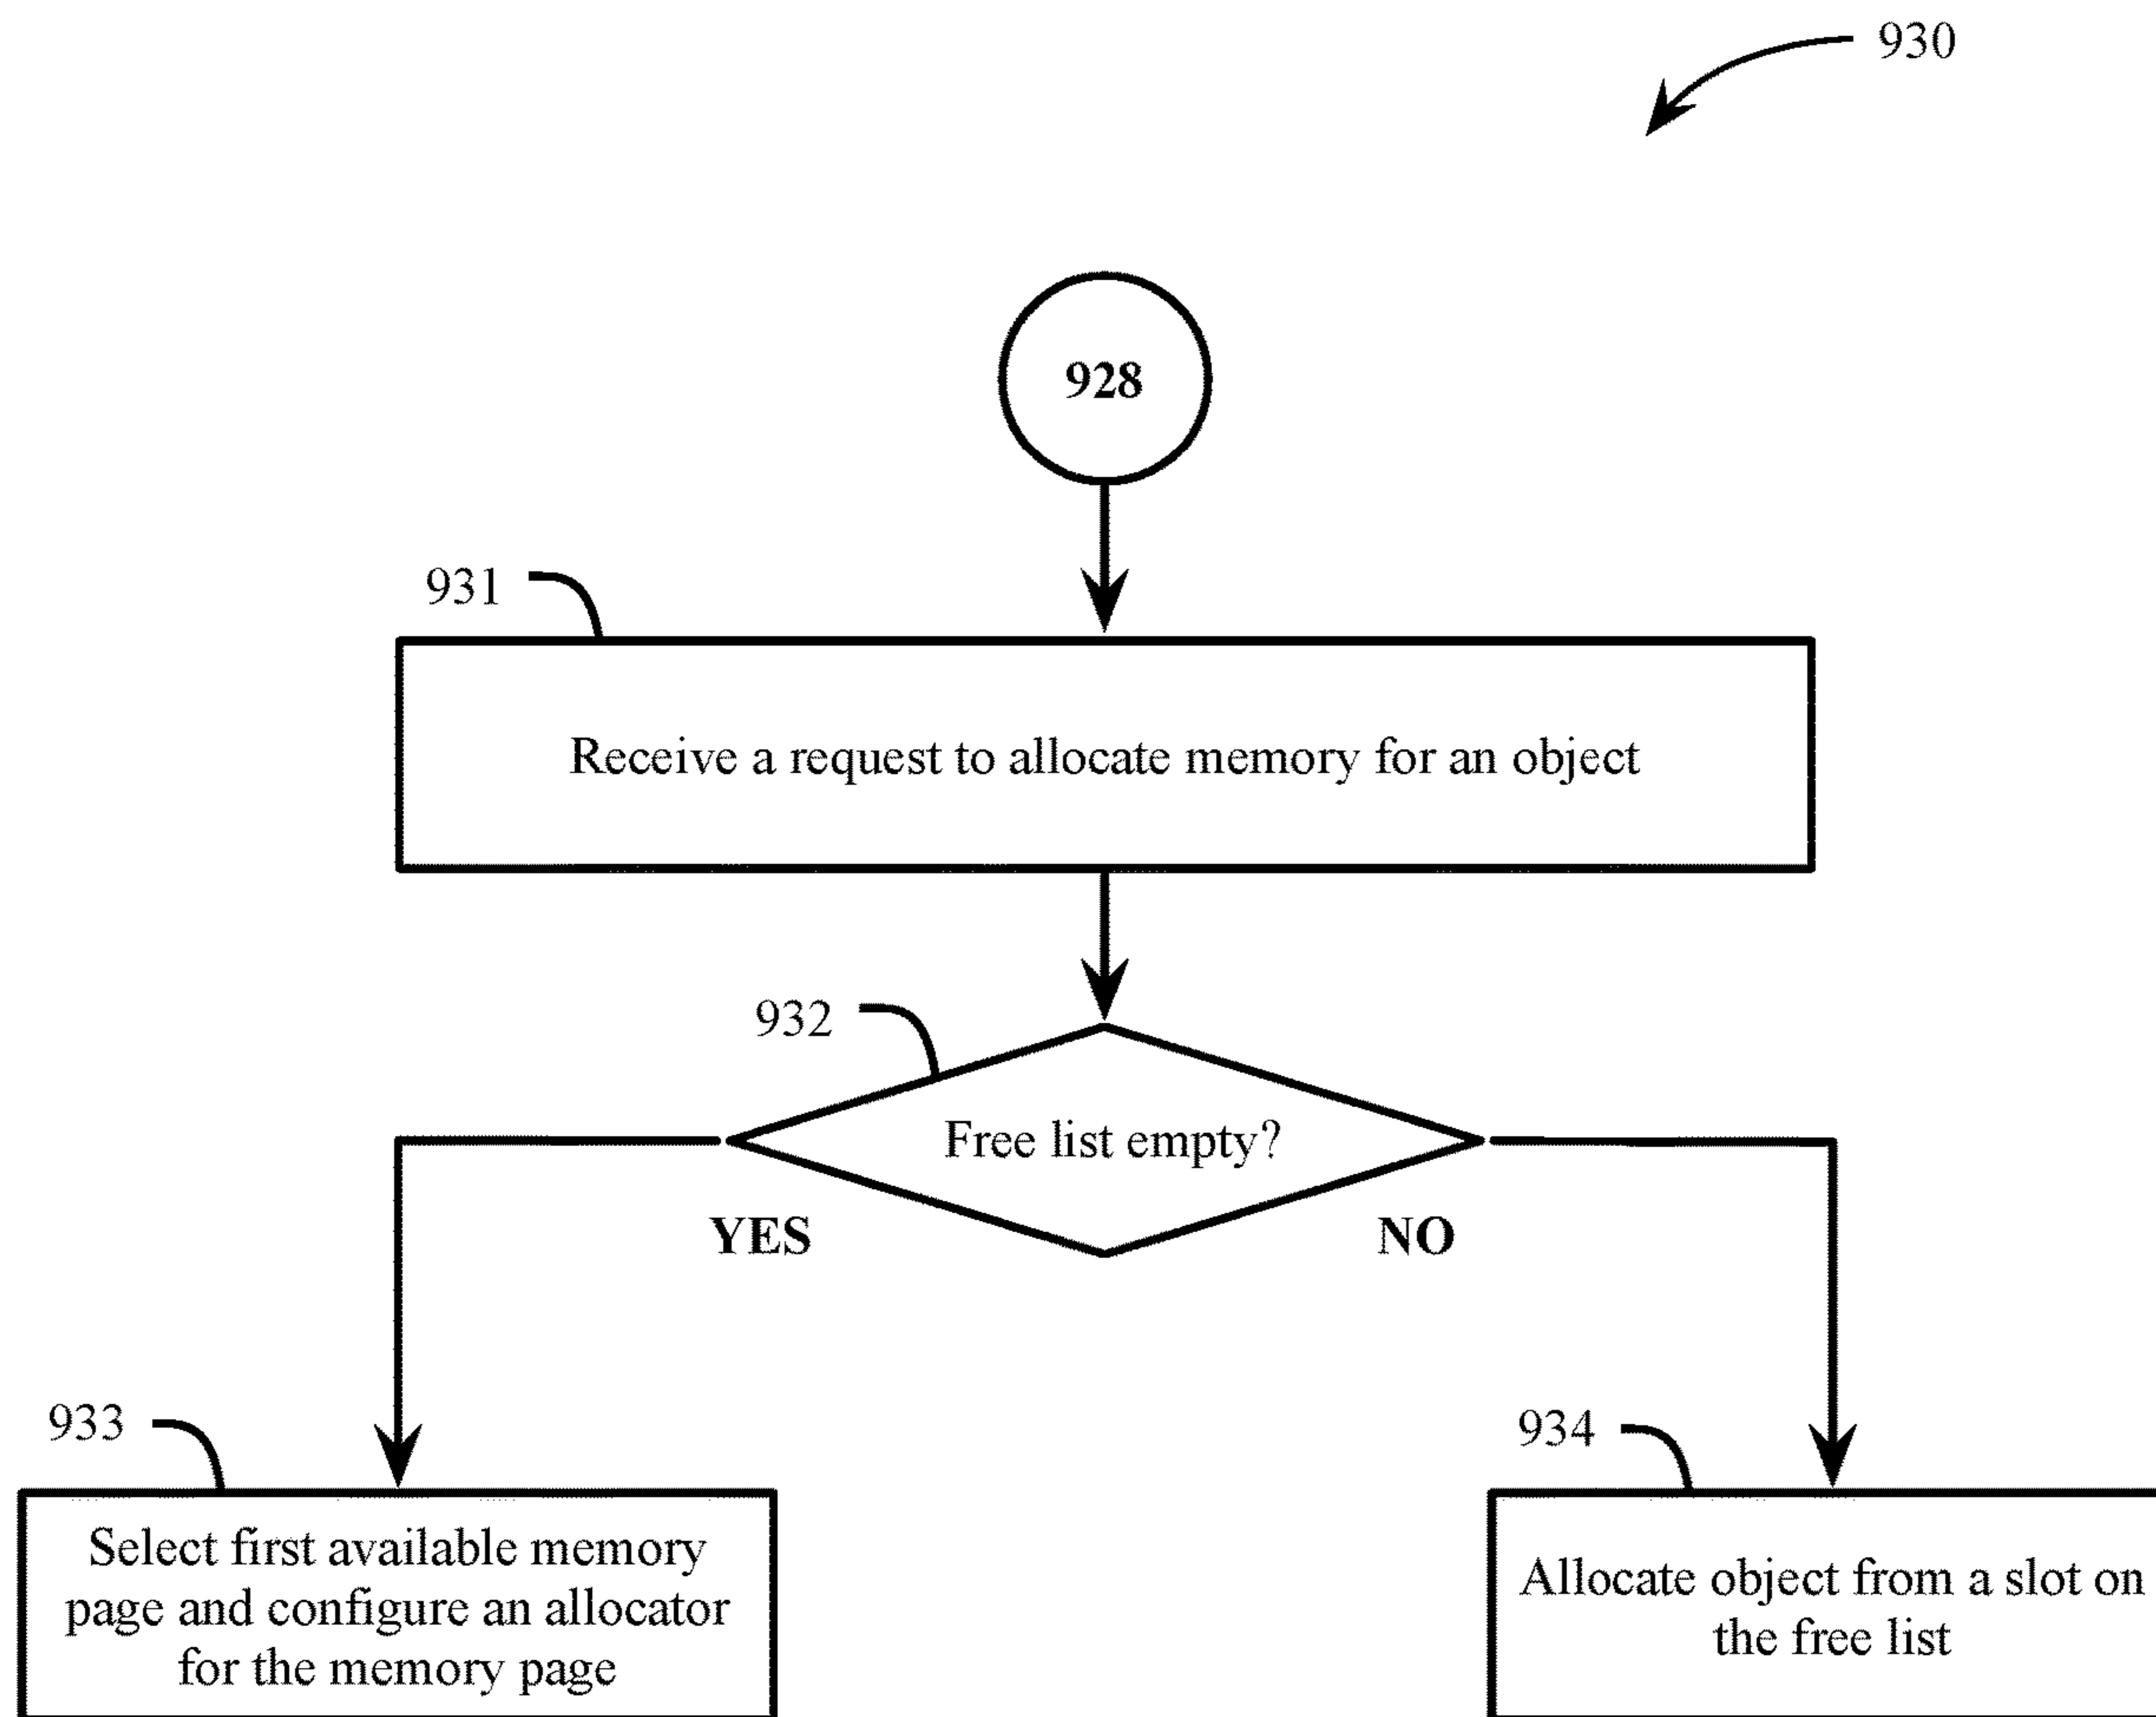 930
928
931
Receive a request to allocate memory for an object
932
Free list empty?
YES
NO
933
934
Select first available memory
page and configure an allocator
for the memory page
Allocate object from a slot on
the free list